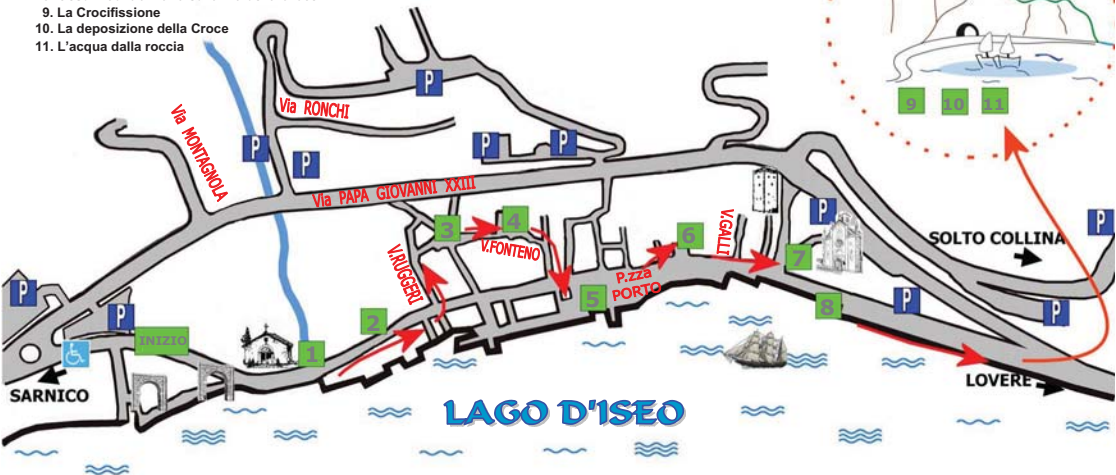 9. La Crocifissione
10. La deposizione della Croce
11. L'acqua dalla roccia
9 10 11
P
Via RONCHI
Via MONTAGNOLA
P
P
P
P
Via PAPA GIOVANNI XXIII
3
4
V.FONTENO
V.RUGGERI
6
V.GALLI
P
7
SOLTO COLLINA
P
P.zza
PORTO
5
8
P
P
P
P
INIZIO
2
1
SARNICO
LOVERE
LAGO D'ISEO